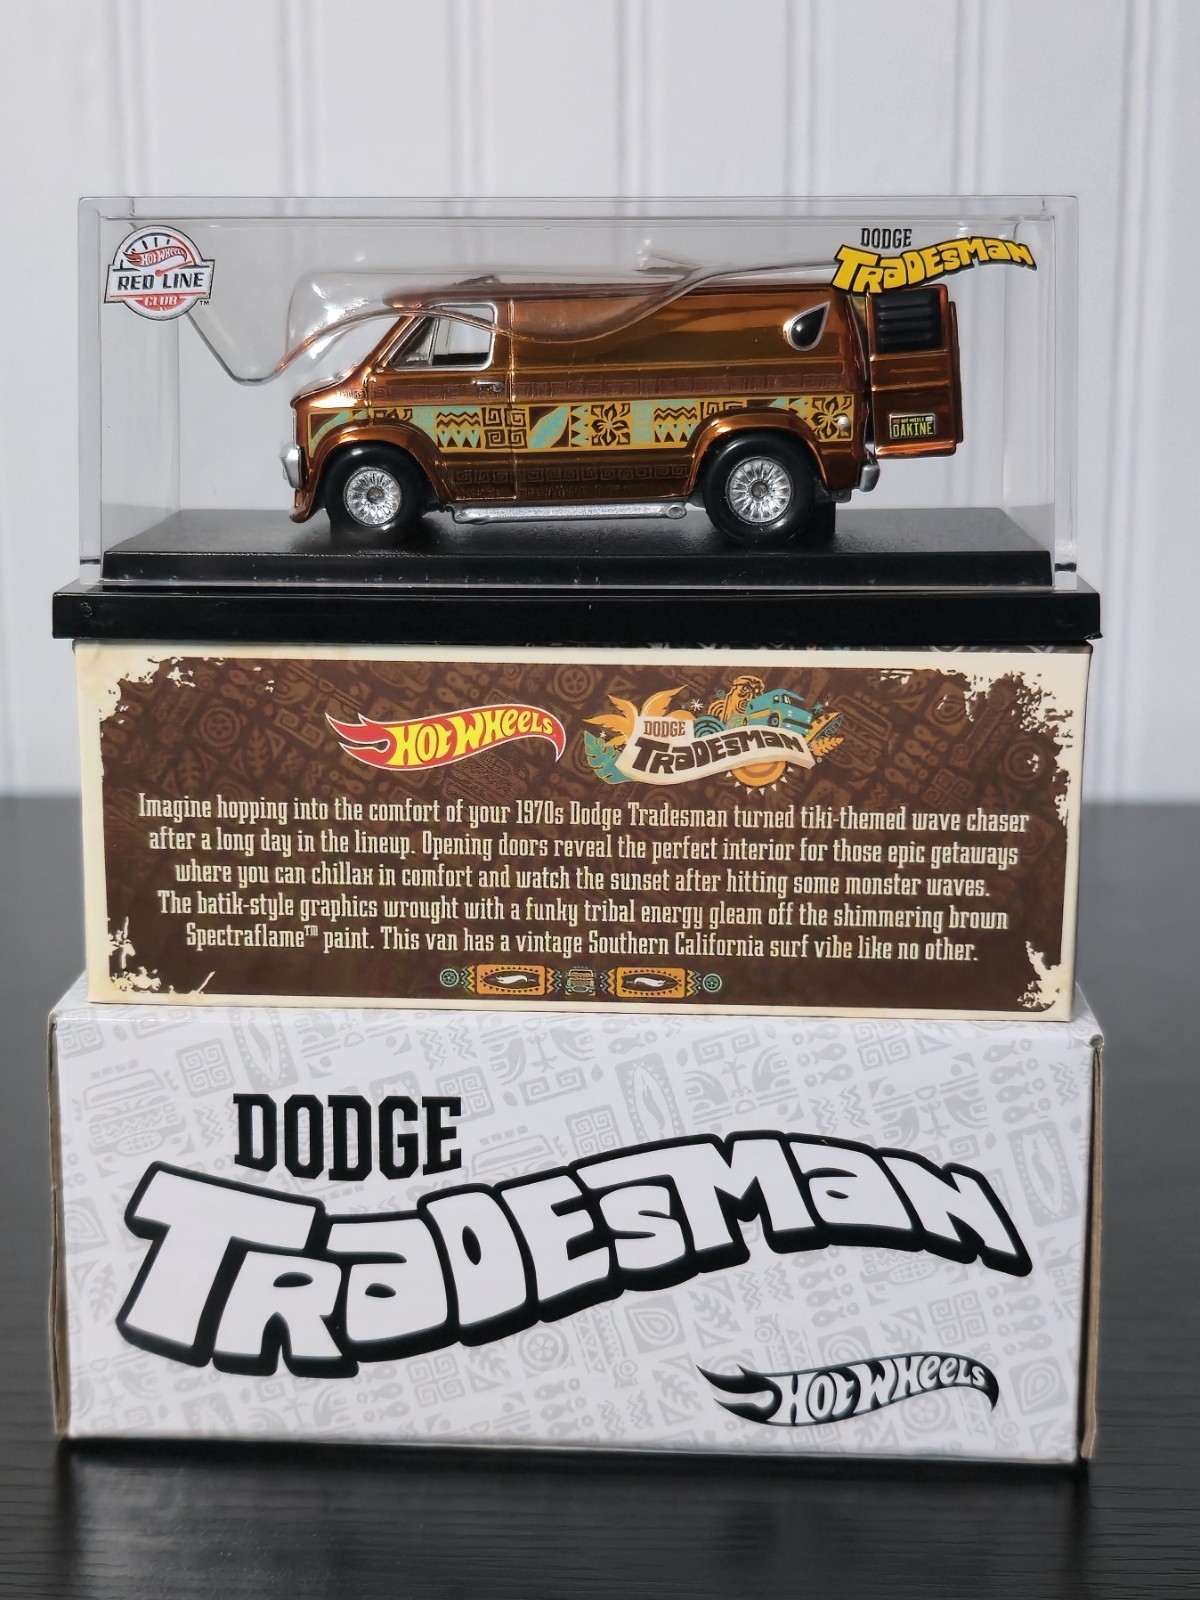 HOT WHEELS
RED LINE
CLUB
TM
DODGE
TRADESMAN
DAKINE
HOT WHEELS
DODGE
TRADESMAN
Imagine hopping into the comfort of your 1970s Dodge Tradesman turned tiki-themed wave chaser
after a long day in the lineup. Opening doors reveal the perfect interior for those epic getaways
where you can chillax in comfort and watch the sunset after hitting some monster waves.
The batik-style graphics wrought with a funky tribal energy gleam off the shimmering brown
Spectraflame™ paint. This van has a vintage Southern California surf vibe like no other.
DODGE
TRADESMAN
HOT WHEELS